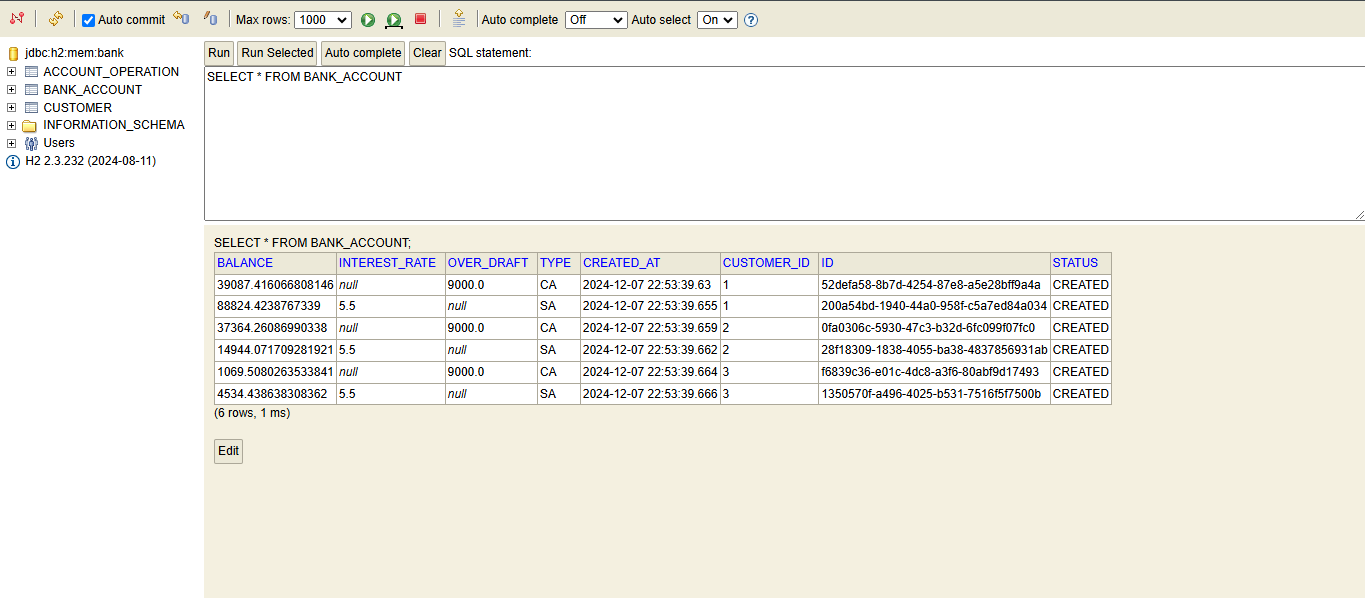 Auto commit Max rows: 1000 Auto complete Off Auto select On
jdbc:h2:mem:bank
ACCOUNT_OPERATION
BANK_ACCOUNT
CUSTOMER
INFORMATION_SCHEMA
Users
H2 2.3.232 (2024-08-11)
Run Run Selected Auto complete Clear SQL statement:
SELECT * FROM BANK_ACCOUNT
SELECT * FROM BANK_ACCOUNT;
BALANCE INTEREST_RATE OVER_DRAFT TYPE CREATED_AT CUSTOMER_ID ID STATUS
39087.416066808146 null 9000.0 CA 2024-12-07 22:53:39.63 1 52defa58-8b7d-4254-87e8-a5e28bff9a4a CREATED
88824.4238767339 5.5 null SA 2024-12-07 22:53:39.655 1 200a54bd-1940-44a0-958f-c5a7ed84a034 CREATED
37364.26086990338 null 9000.0 CA 2024-12-07 22:53:39.659 2 0fa0306c-5930-47c3-b32d-6fc099f07fc0 CREATED
14944.071709281921 5.5 null SA 2024-12-07 22:53:39.662 2 28f18309-1838-4055-ba38-4837856931ab CREATED
1069.5080263533841 null 9000.0 CA 2024-12-07 22:53:39.664 3 f6839c36-e01c-4dc8-a3f6-80abf9d17493 CREATED
4534.438638308362 5.5 null SA 2024-12-07 22:53:39.666 3 1350570f-a496-4025-b531-7516f5f7500b CREATED
(6 rows, 1 ms)
Edit